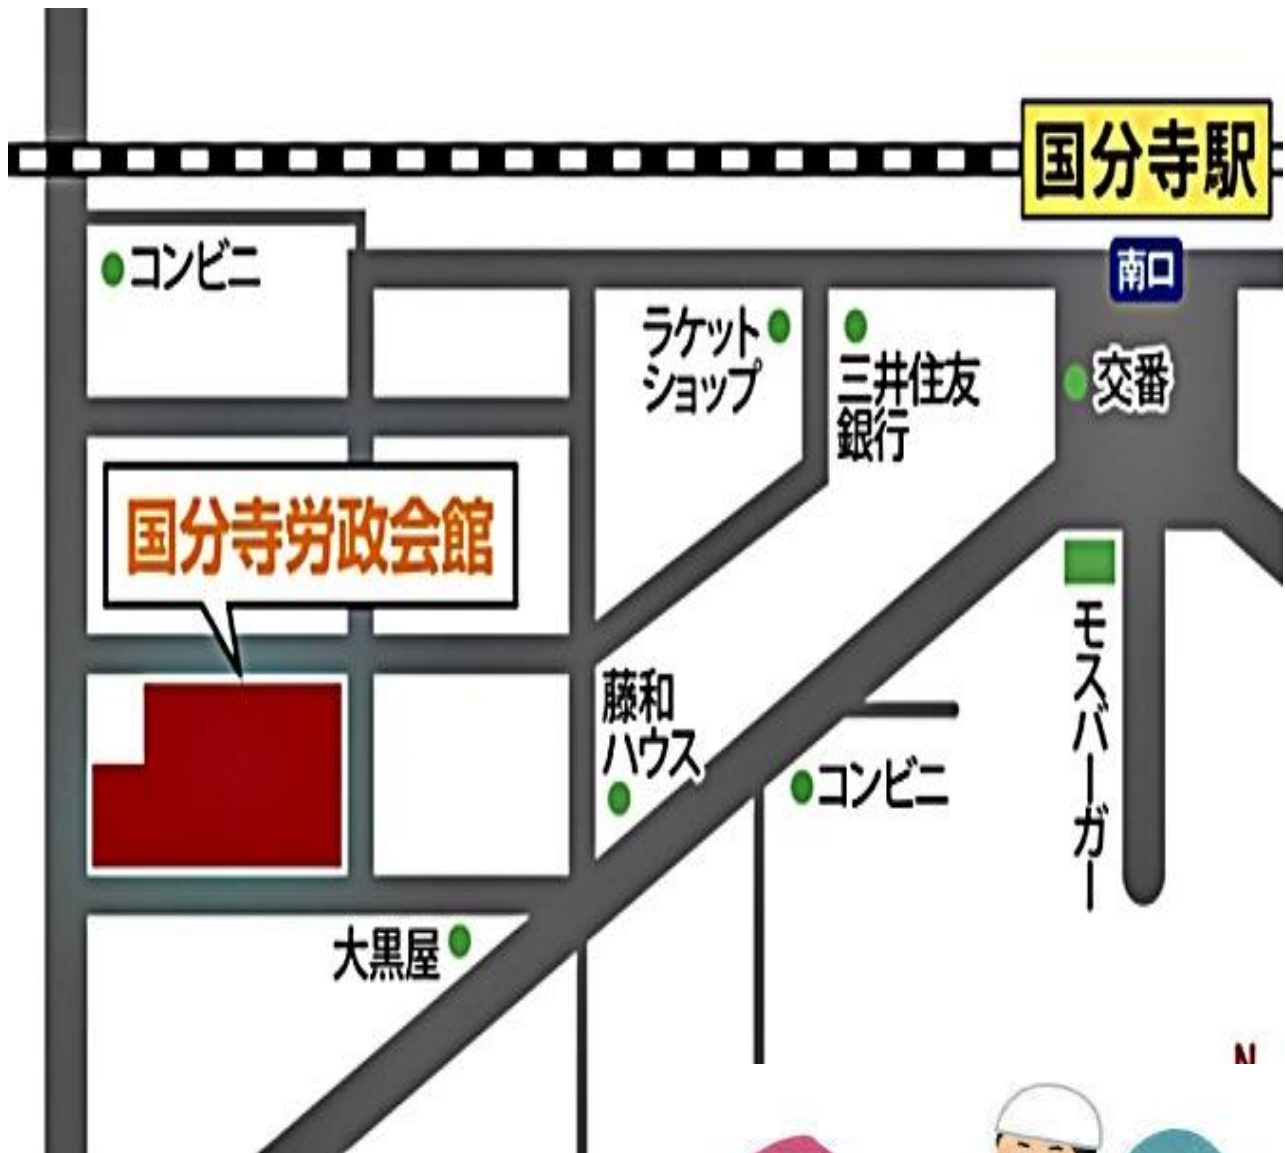 国分寺駅
南口
コンビニ
ラケット
ショップ
三井住友
銀行
交番
国分寺労政会館
モスバーガー
藤和
ハウス
コンビニ
大黒屋
N